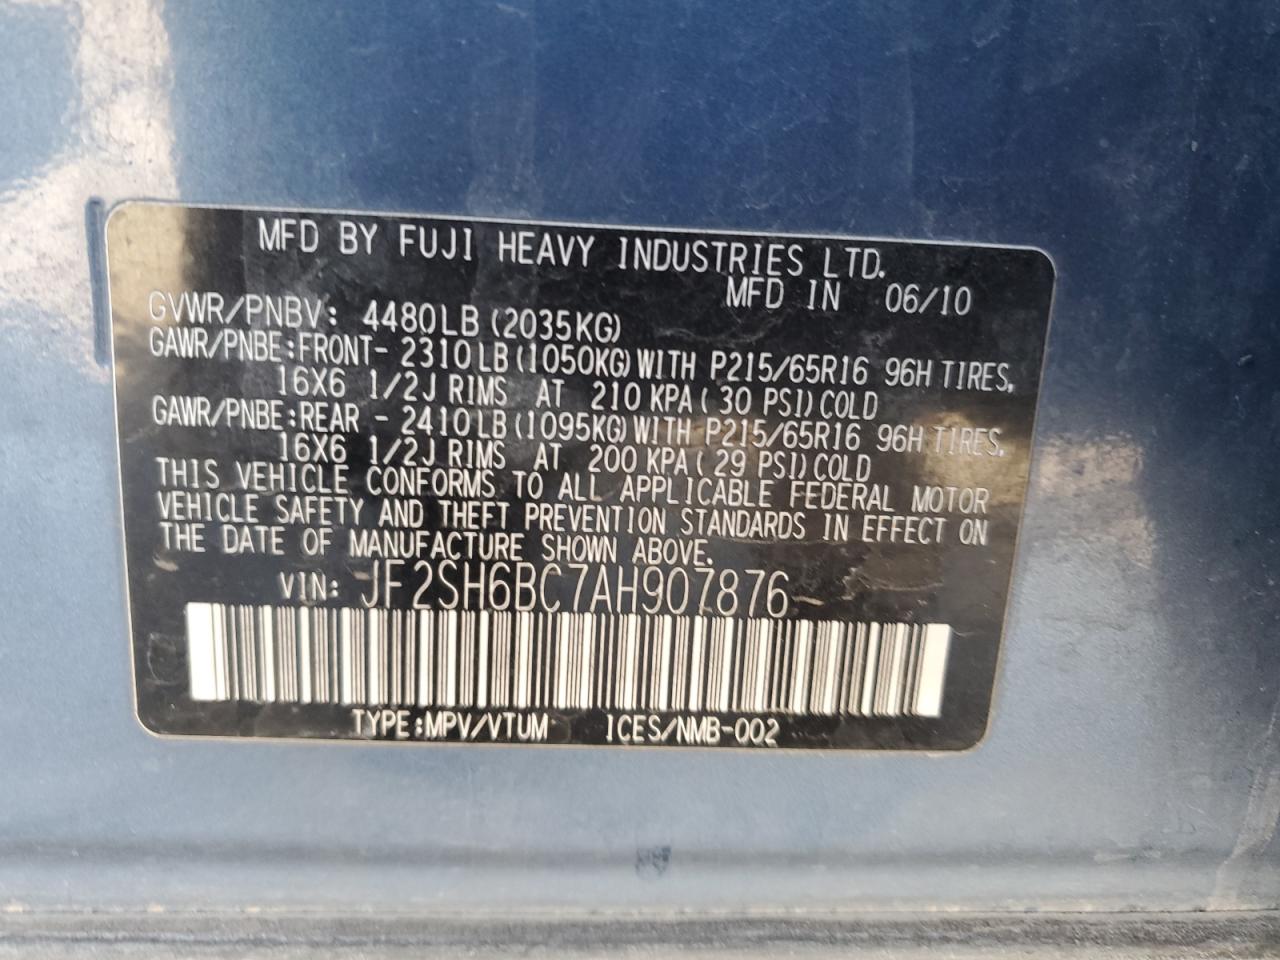 MFD BY FUJI HEAVY INDUSTRIES LTD.
MFD IN 06/10
GVWR/PNBV: 4480LB (2035KG)
GAWR/PNBE:FRONT- 2310LB (1050KG) WITH P215/65R16 96H TIRES,
16X6 1/2J RIMS AT 210 KPA ( 30 PSI) COLD
GAWR/PNBE:REAR - 2410LB (1095KG) WITH P215/65R16 96H TIRES,
16X6 1/2J RIMS AT 200 KPA ( 29 PSI) COLD
THIS VEHICLE CONFORMS TO ALL APPLICABLE FEDERAL MOTOR
VEHICLE SAFETY AND THEFT PREVENTION STANDARDS IN EFFECT ON
THE DATE OF MANUFACTURE SHOWN ABOVE.
VIN: JF2SH6BC7AH907876
TYPE:MPV/VTUM ICES/NMB-002